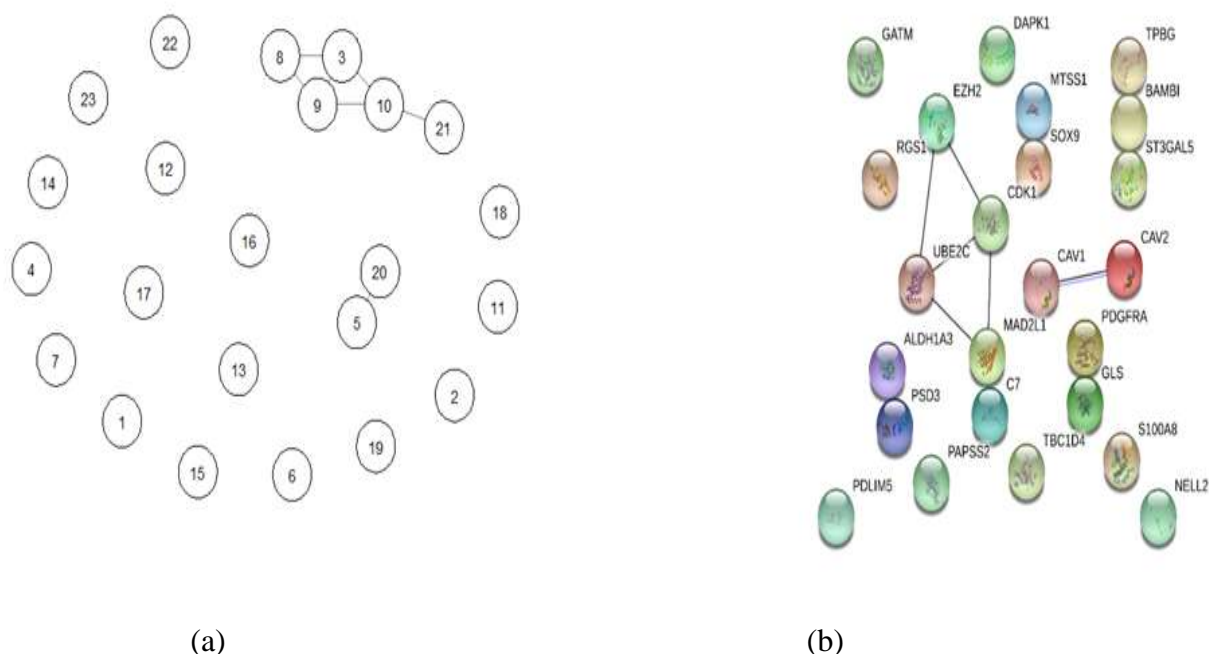 22
8
3
23
9
10
21
12
14
18
16
4
20
17
11
5
7
13
2
1
19
15
6
(a)
GATM
DAPK1
TPBG
EZH2
MTSS1
BAMBI
RGS1
SOX9
ST3GAL5
CDK1
UBE2C
CAV1
CAV2
ALDH1A3
MAD2L1
PDGFRA
PSD3
C7
GLS
PAPSS2
TBC1D4
S100A8
PDLIM5
NELL2
(b)